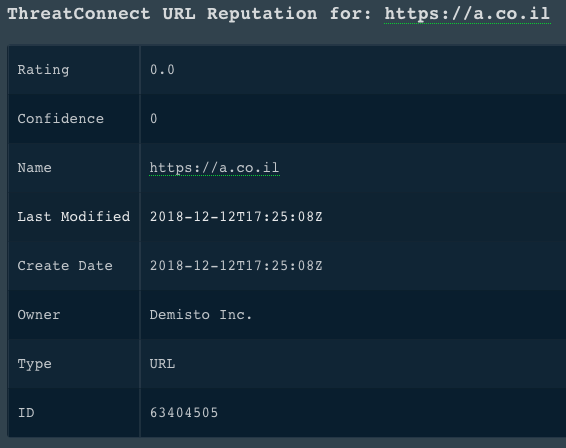 ThreatConnect URL Reputation for: https://a.co.il
Rating 0.0
Confidence 0
Name https://a.co.il
Last Modified 2018-12-12T17:25:08Z
Create Date 2018-12-12T17:25:08Z
Owner Demisto Inc.
Type URL
ID 63404505